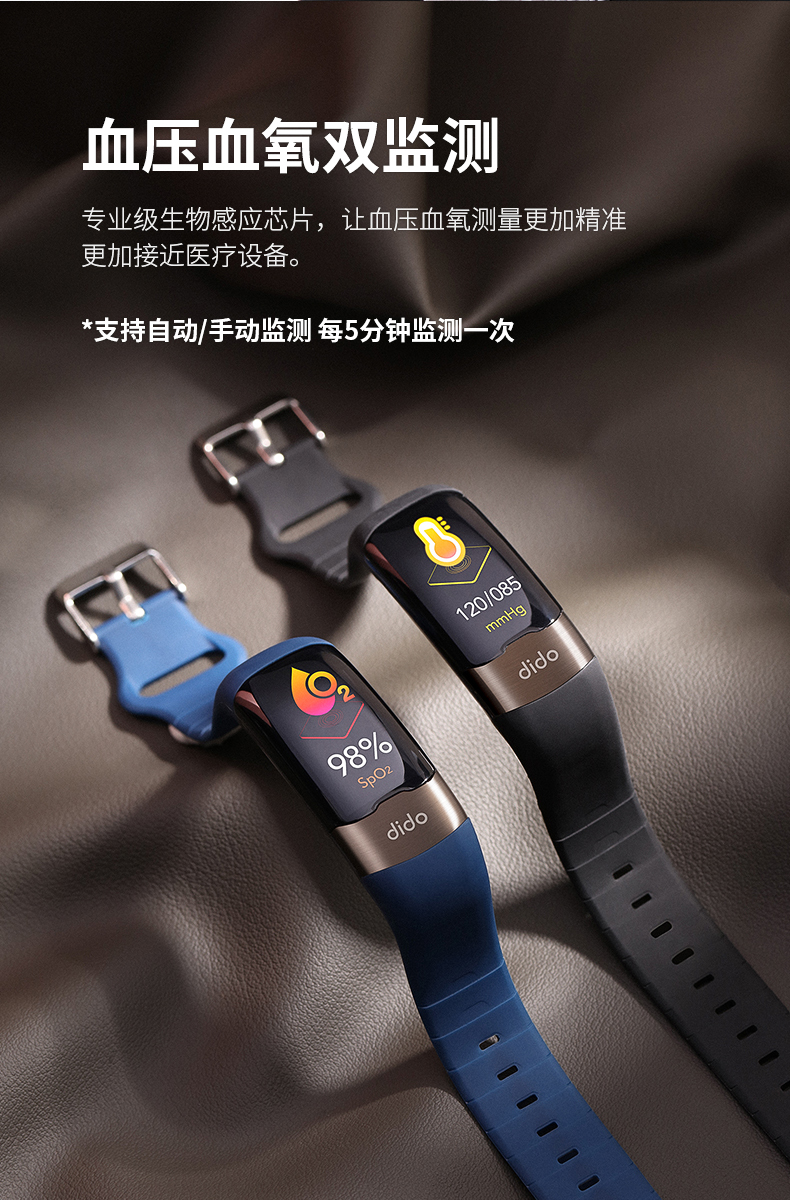 血压血氧双监测
专业级生物感应芯片，让血压血氧测量更加精准
更加接近医疗设备。
*支持自动/手动监测 每5分钟监测一次
120/085
mmHg
dido
O2
98%
SpO2
dido